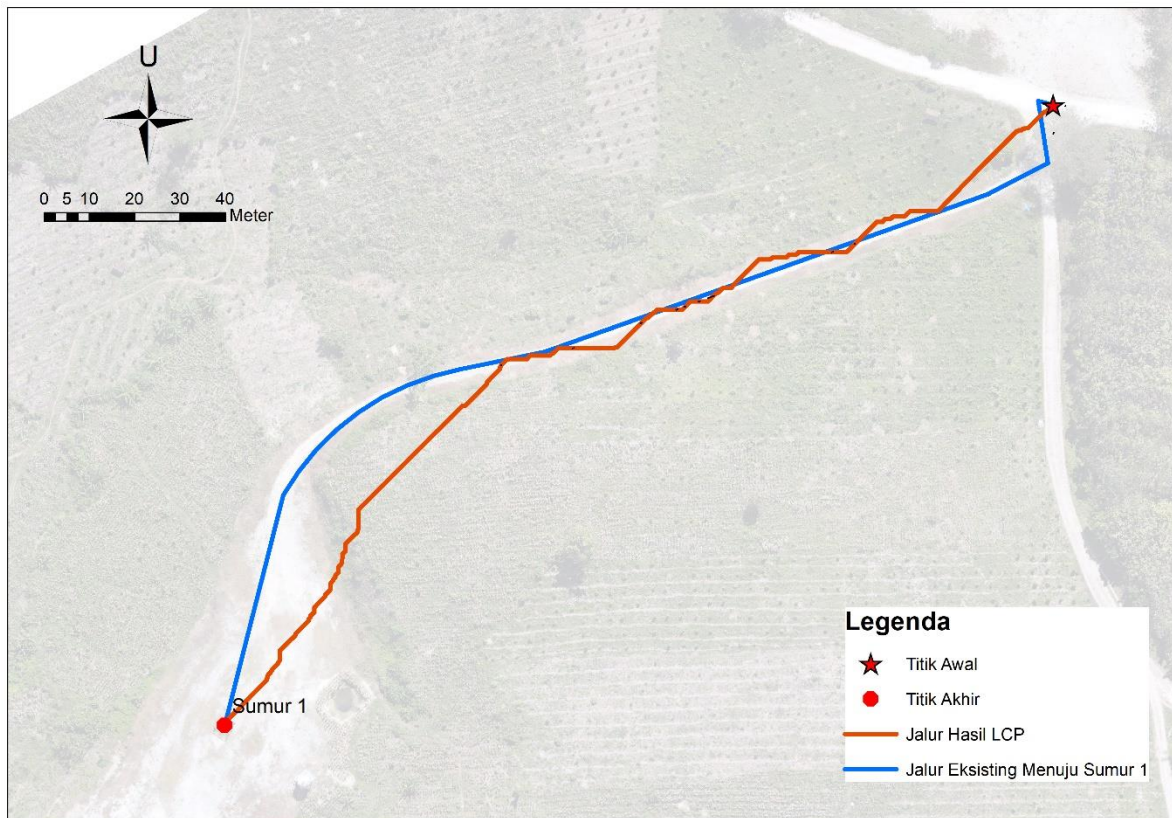 U
0 5 10 20 30 40
Meter
Sumur 1
Legenda
Titik Awal
Titik Akhir
Jalur Hasil LCP
Jalur Eksisting Menuju Sumur 1